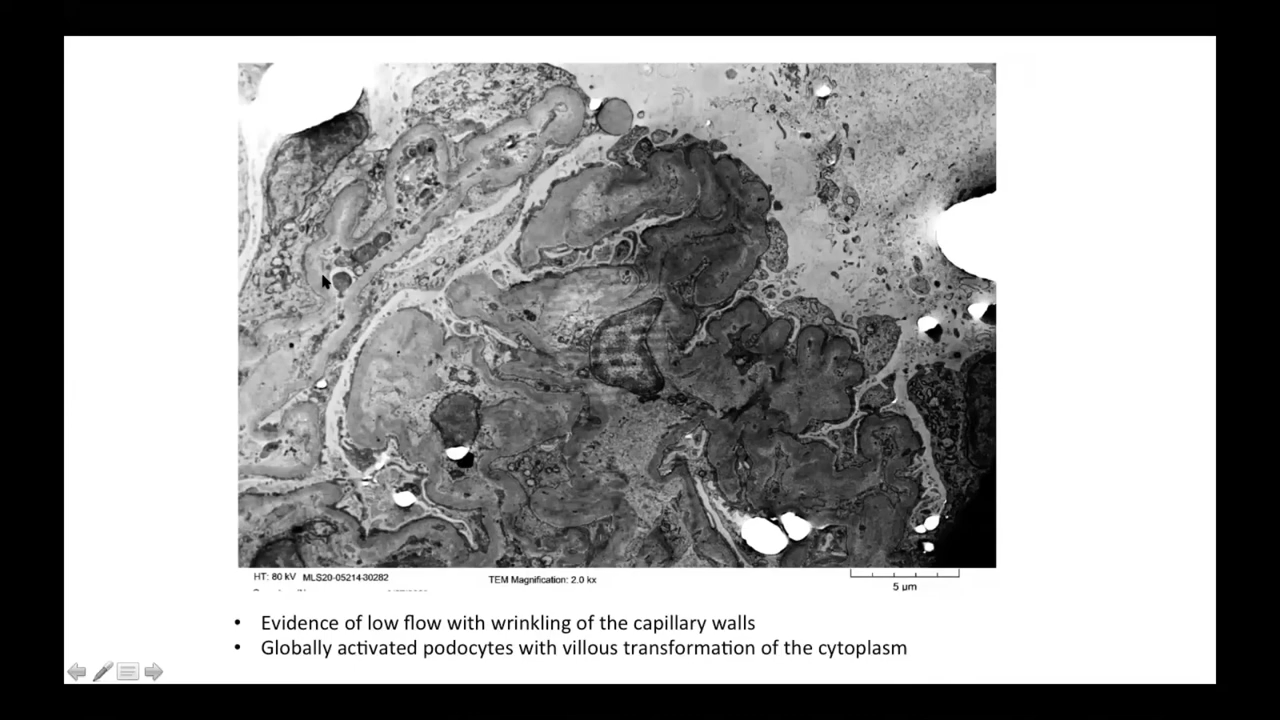 HT: 80 kV MLS20-05214-30282
TEM Magnification: 2.0 kx
5 µm
• Evidence of low flow with wrinkling of the capillary walls
• Globally activated podocytes with villous transformation of the cytoplasm